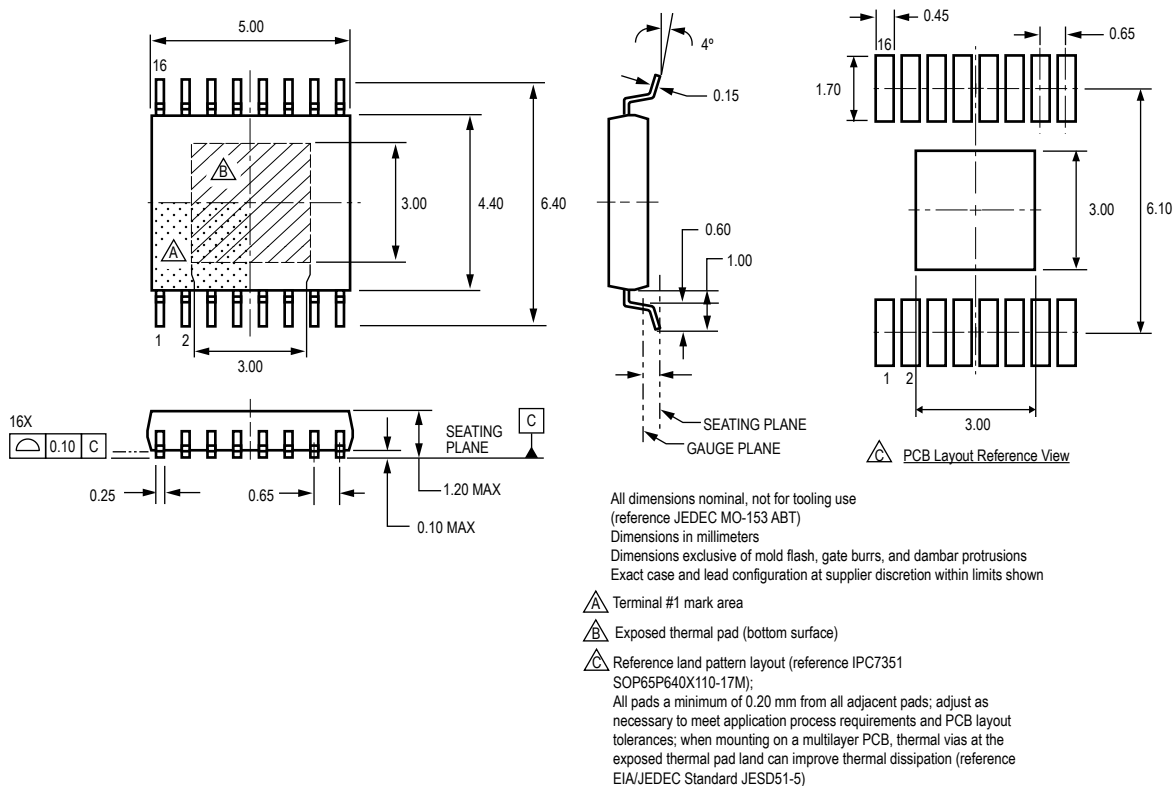 5.00
16
B
A
3.00
4.40
6.40
1 2
3.00
4º
0.15
0.60
1.00
SEATING PLANE
GAUGE PLANE
0.45
16
0.65
1.70
3.00
6.10
1 2
3.00
C PCB Layout Reference View
16X
0.10 C
SEATING
PLANE
C
0.25
0.65
1.20 MAX
0.10 MAX
All dimensions nominal, not for tooling use
(reference JEDEC MO-153 ABT)
Dimensions in millimeters
Dimensions exclusive of mold flash, gate burrs, and dambar protrusions
Exact case and lead configuration at supplier discretion within limits shown
A Terminal #1 mark area
B Exposed thermal pad (bottom surface)
C Reference land pattern layout (reference IPC7351
SOP65P640X110-17M);
All pads a minimum of 0.20 mm from all adjacent pads; adjust as
necessary to meet application process requirements and PCB layout
tolerances; when mounting on a multilayer PCB, thermal vias at the
exposed thermal pad land can improve thermal dissipation (reference
EIA/JEDEC Standard JESD51-5)